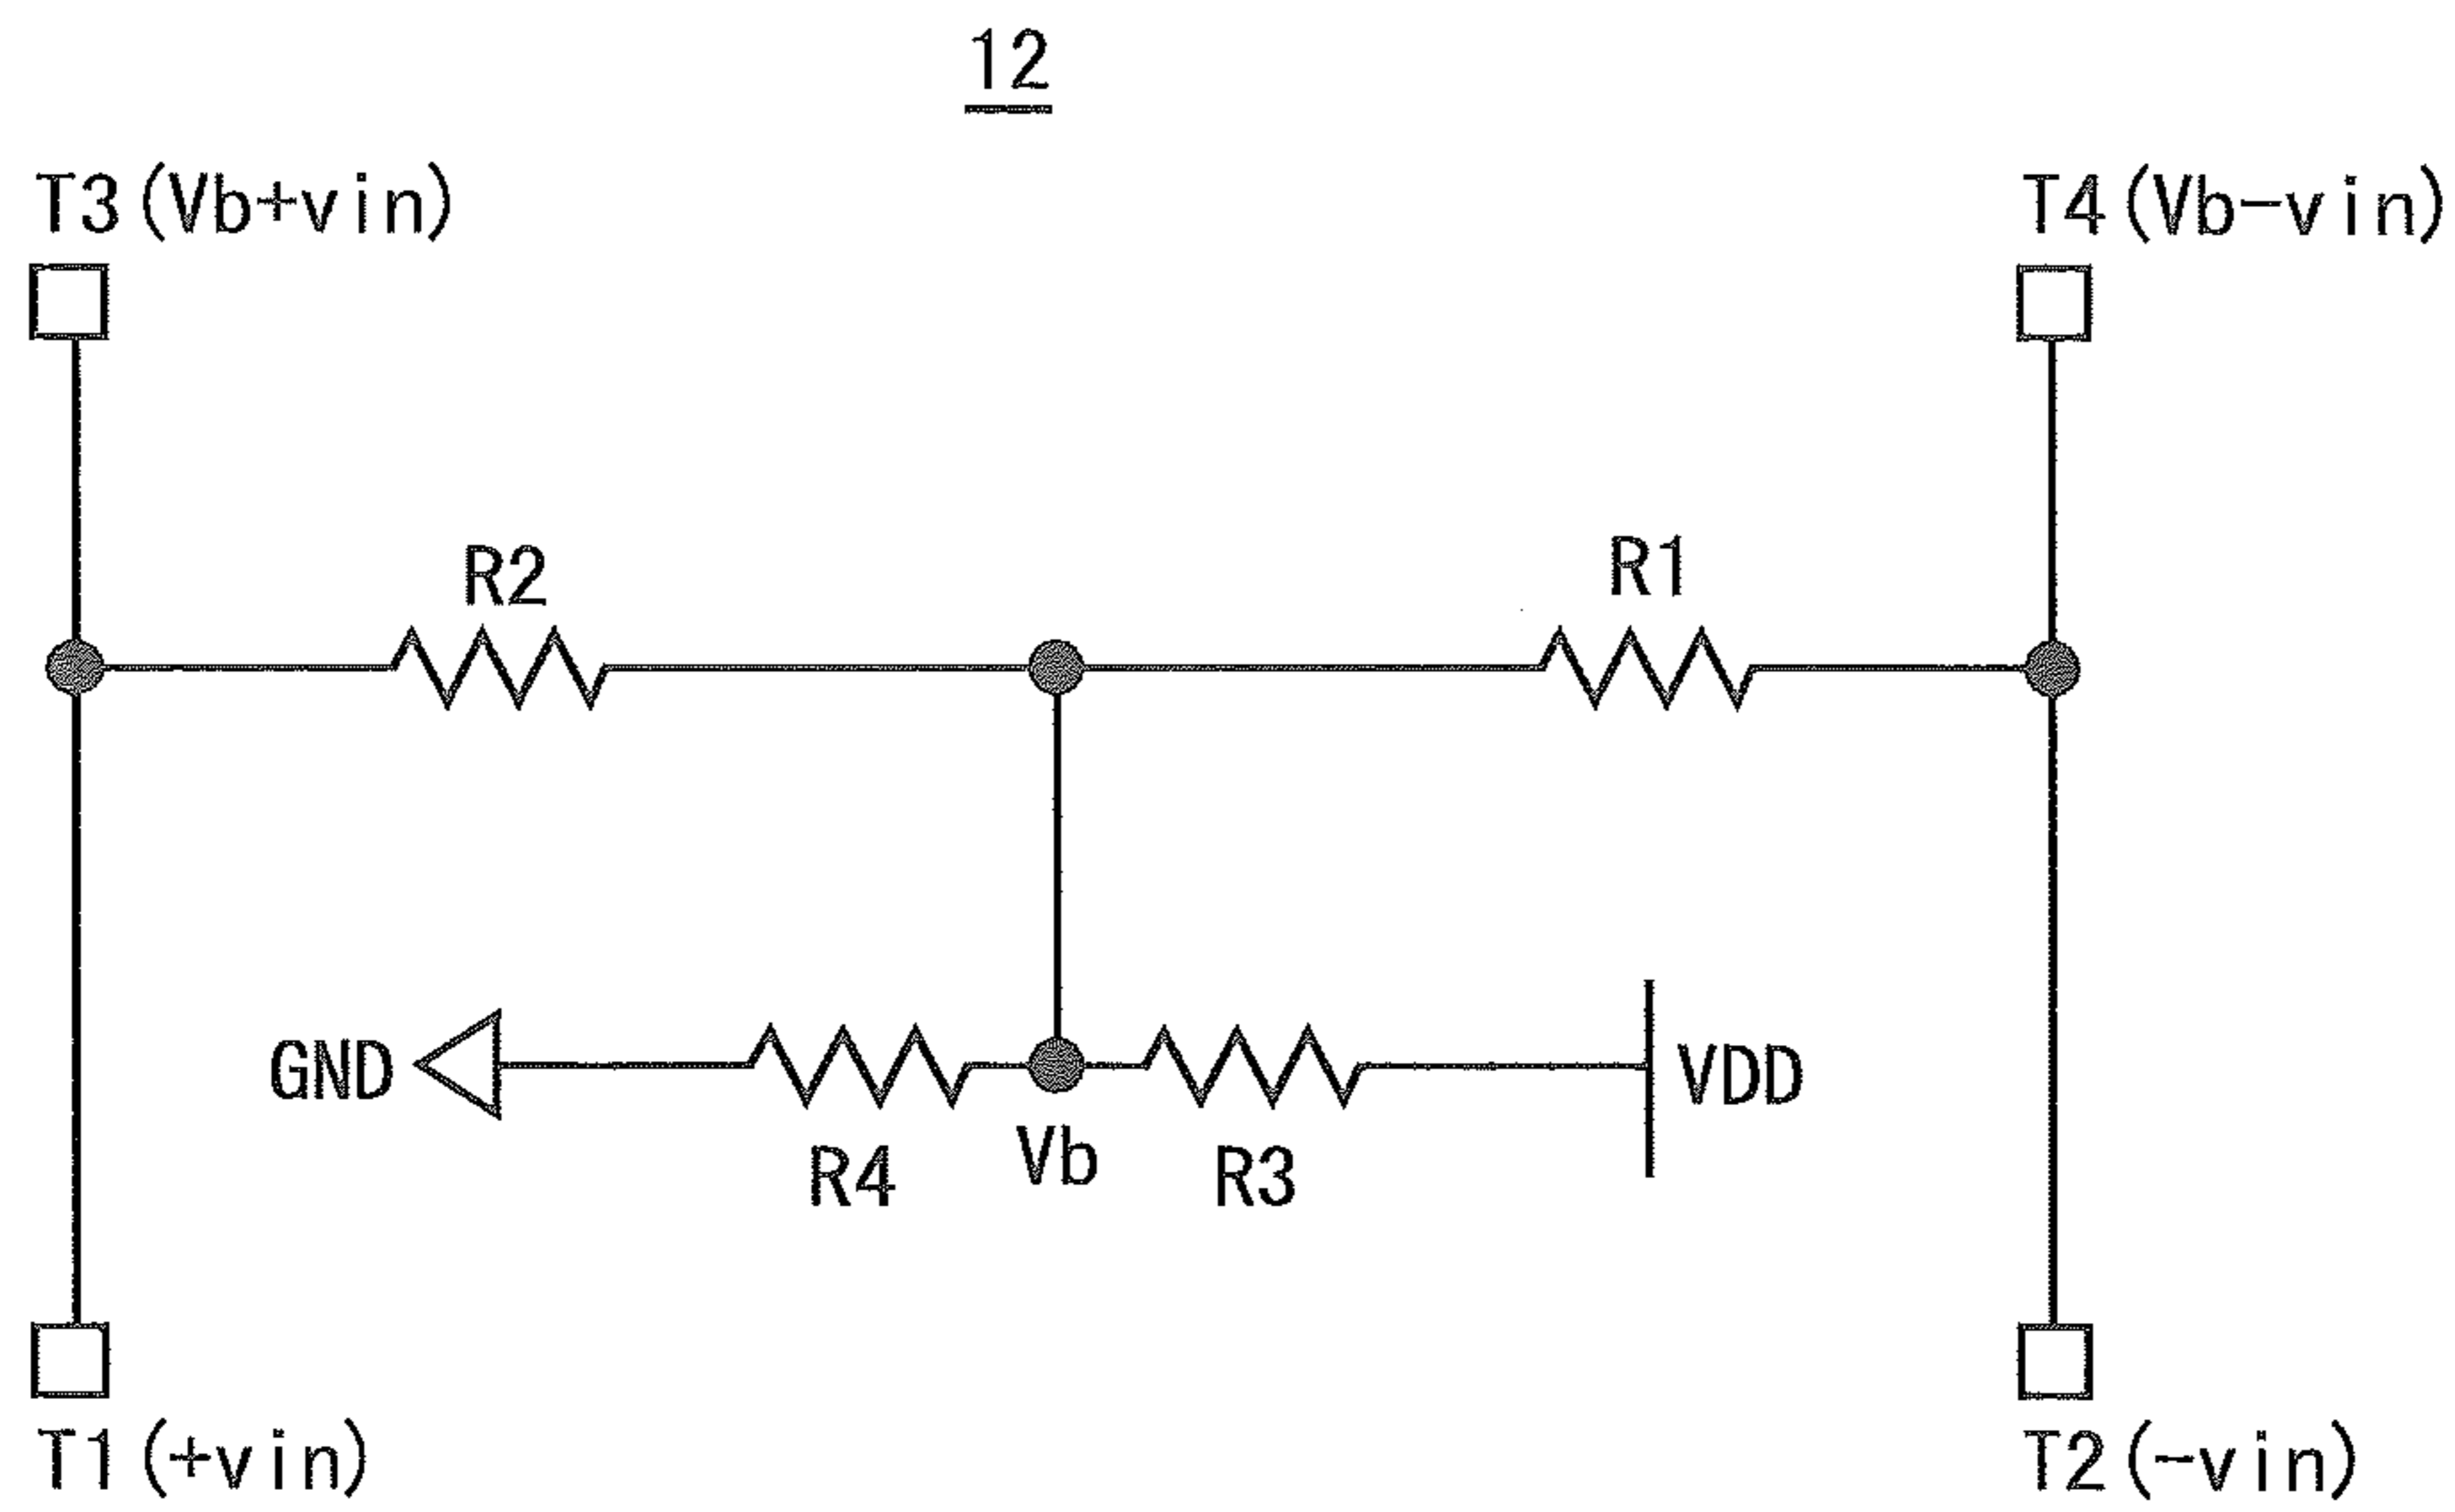 12
T3(Vb+vin)
T4(Vb-vin)
R2
R1
GND
VDD
R4
Vb
R3
T1(+vin)
T2(-vin)